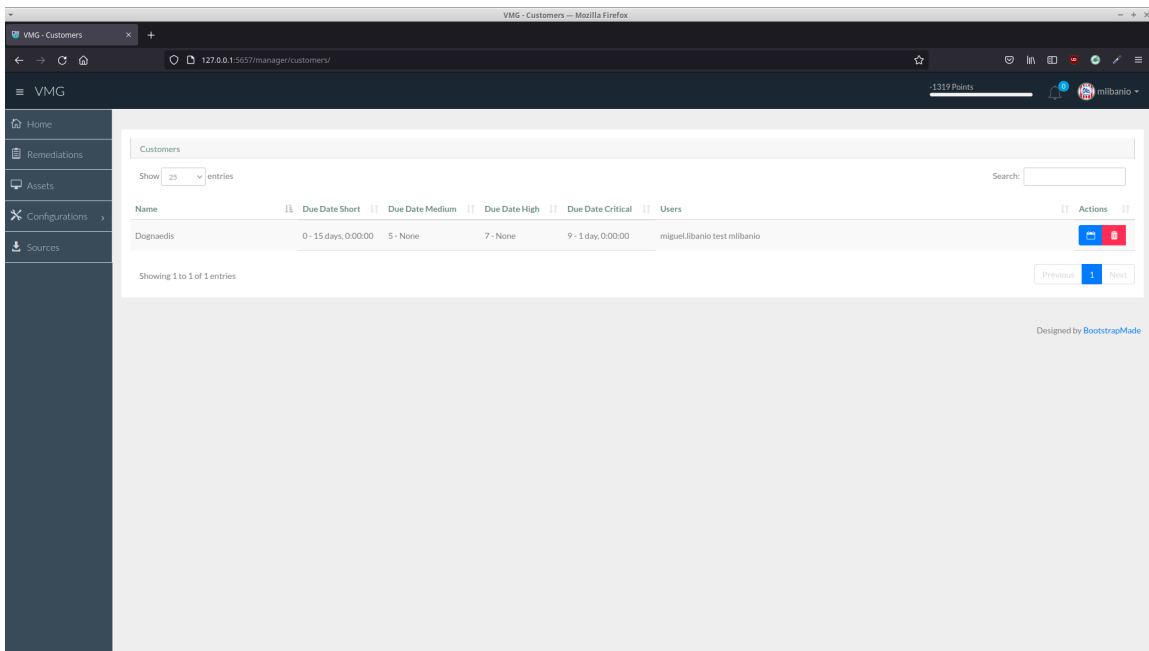 VMG - Customers — Mozilla Firefox
VMG - Customers
127.0.0.1:5657/manager/customers/
VMG
-1319 Points
0
mlibanio
Home
Remediations
Assets
Configurations
Sources
Customers
Show 25 entries
Search:
Name Due Date Short Due Date Medium Due Date High Due Date Critical Users Actions
Dognaedis 0 - 15 days, 0:00:00 5 - None 7 - None 9 - 1 day, 0:00:00 miguel.libanio test mlibanio
Showing 1 to 1 of 1 entries
Previous 1 Next
Designed by BootstrapMade